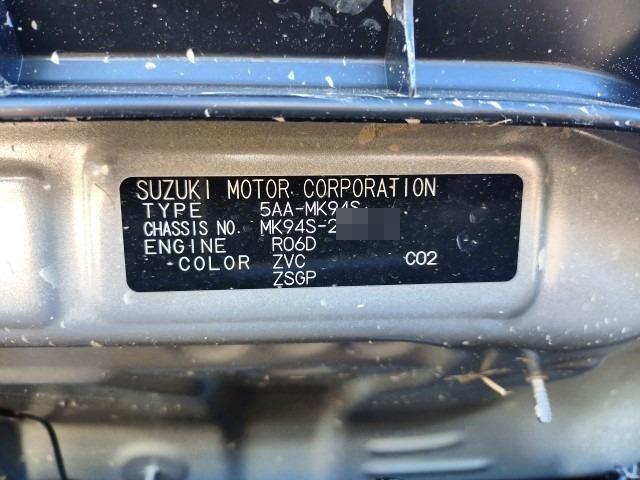 SUZUKI MOTOR CORPORATION
TYPE 5AA-MK94S
CHASSIS NO. MK94S-2
ENGINE R06D
COLOR ZVC C02
ZSGP